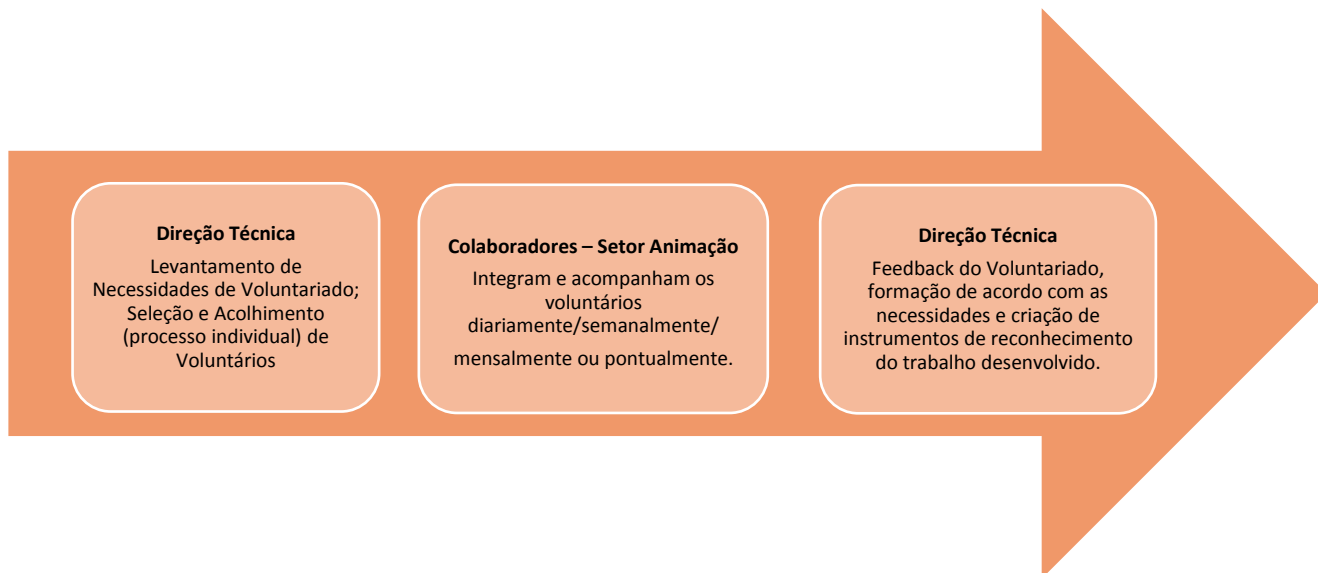 Direção Técnica
Levantamento de
Necessidades de Voluntariado;
Seleção e Acolhimento
(processo individual) de
Voluntários
Colaboradores – Setor Animação
Integram e acompanham os
voluntários
diariamente/semanalmente/
mensalmente ou pontualmente.
Direção Técnica
Feedback do Voluntariado,
formação de acordo com as
necessidades e criação de
instrumentos de reconhecimento
do trabalho desenvolvido.